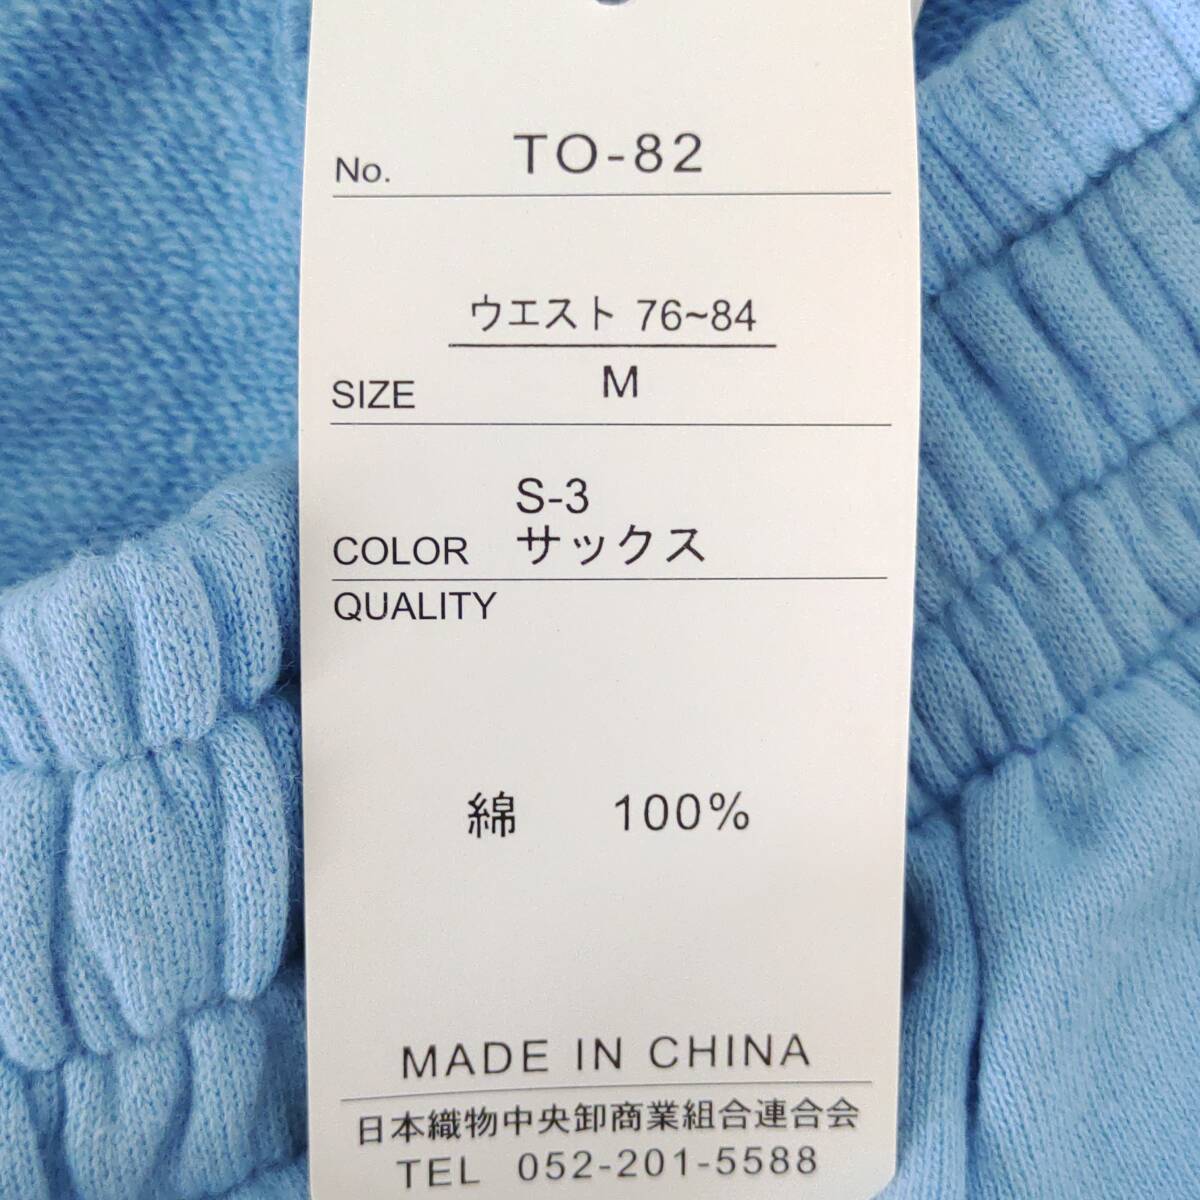 No. TO-82
ウエスト 76~84
SIZE M
S-3
COLOR サックス
QUALITY
綿 100%
MADE IN CHINA
日本織物中央卸商業組合連合会
TEL 052-201-5588